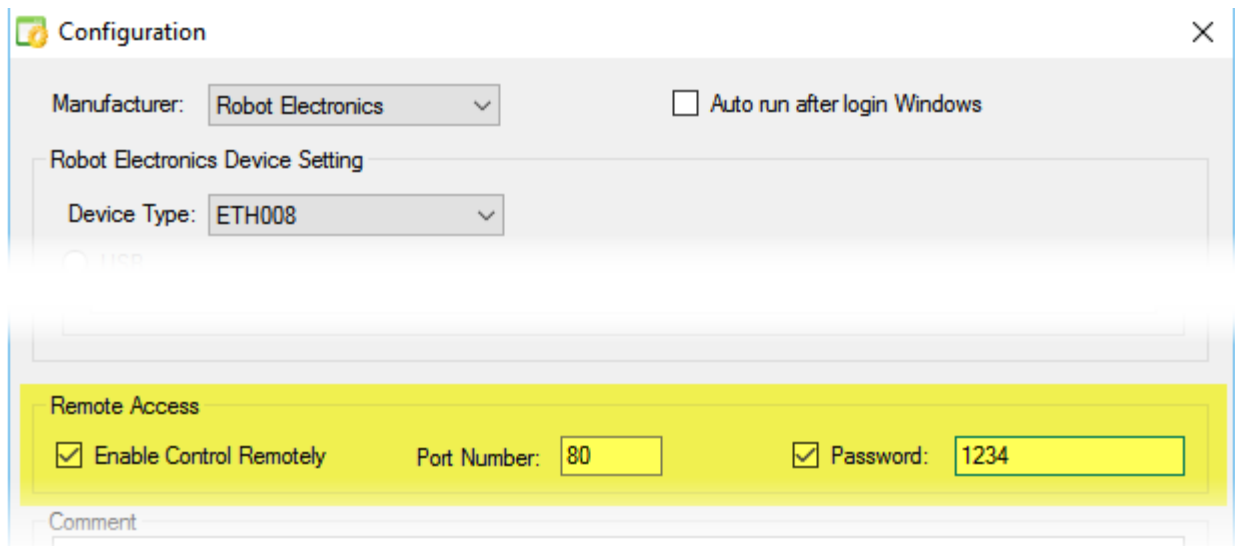 Configuration
Manufacturer: Robot Electronics Auto run after login Windows
Robot Electronics Device Setting
Device Type: ETH008
USB
Remote Access
Enable Control Remotely Port Number: 80 Password: 1234
Comment